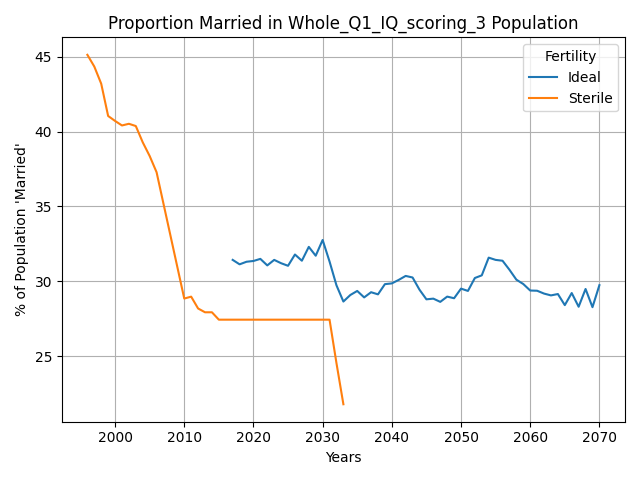 Proportion Married in Whole_Q1_IQ_scoring_3 Population
% of Population 'Married'
45
40
35
30
25
Fertility
Ideal
Sterile
2000 2010 2020 2030 2040 2050 2060 2070
Years